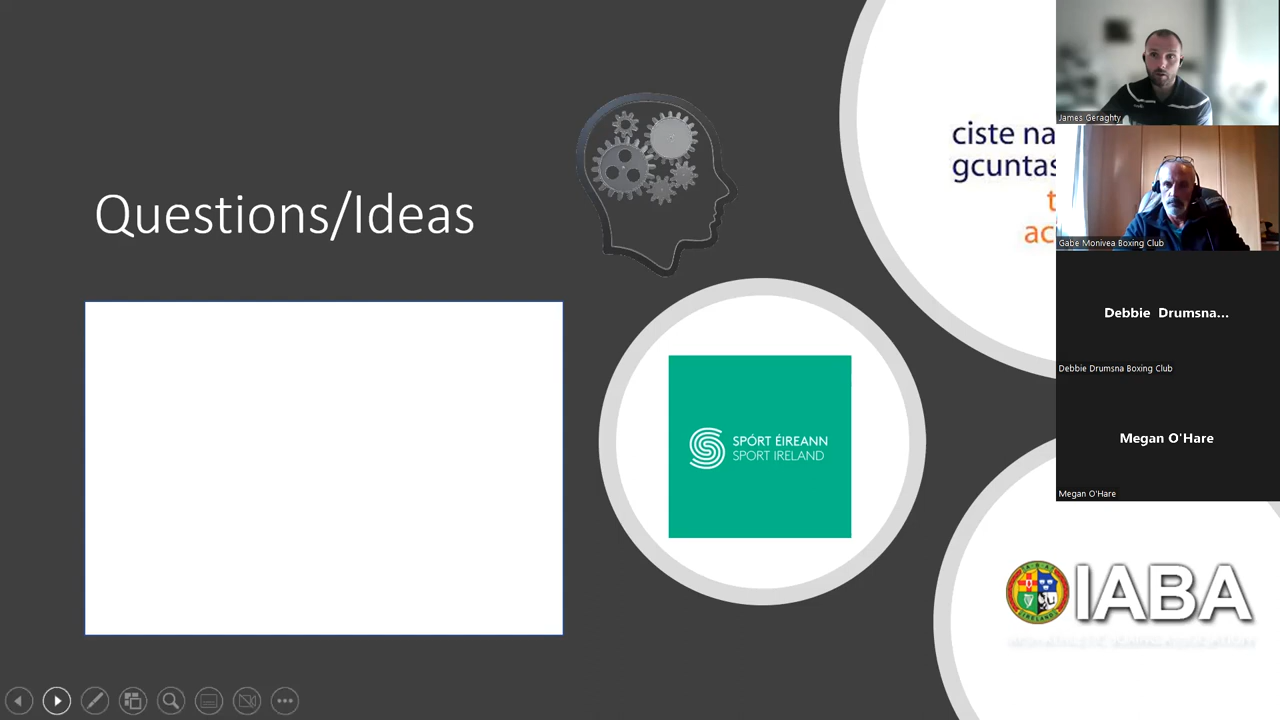 Questions/Ideas
ciste na
gcuntas
t
ac
SPÓRT ÉIREANN
SPORT IRELAND
IABA
James Geraghty
Gabe Monivea Boxing Club
Debbie Drumsna...
Debbie Drumsna Boxing Club
Megan O'Hare
Megan O'Hare